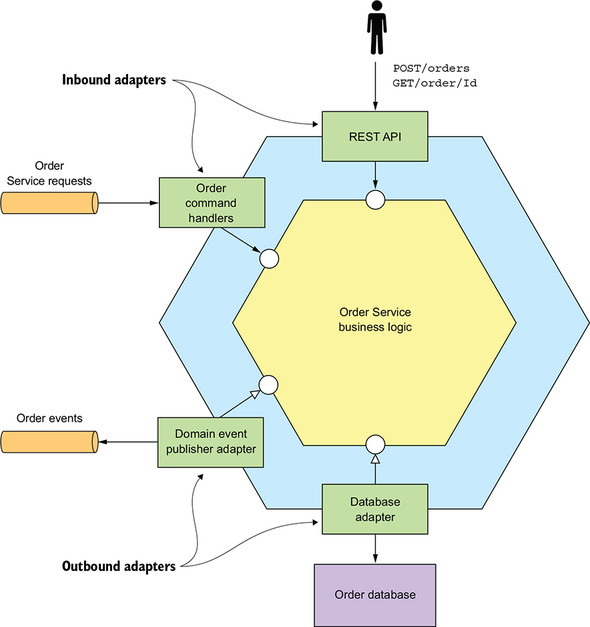 POST/orders
GET/order/Id
Inbound adapters
REST API
Order
Service requests
Order
command
handlers
Order Service
business logic
Order events
Domain event
publisher adapter
Database
adapter
Outbound adapters
Order database